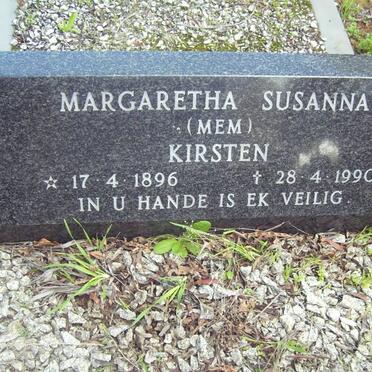 MARGARETHA SUSANNA
(MEM)
KIRSTEN
☆ 17·4·1896 † 28·4·1990
IN U HANDE IS EK VEILIG